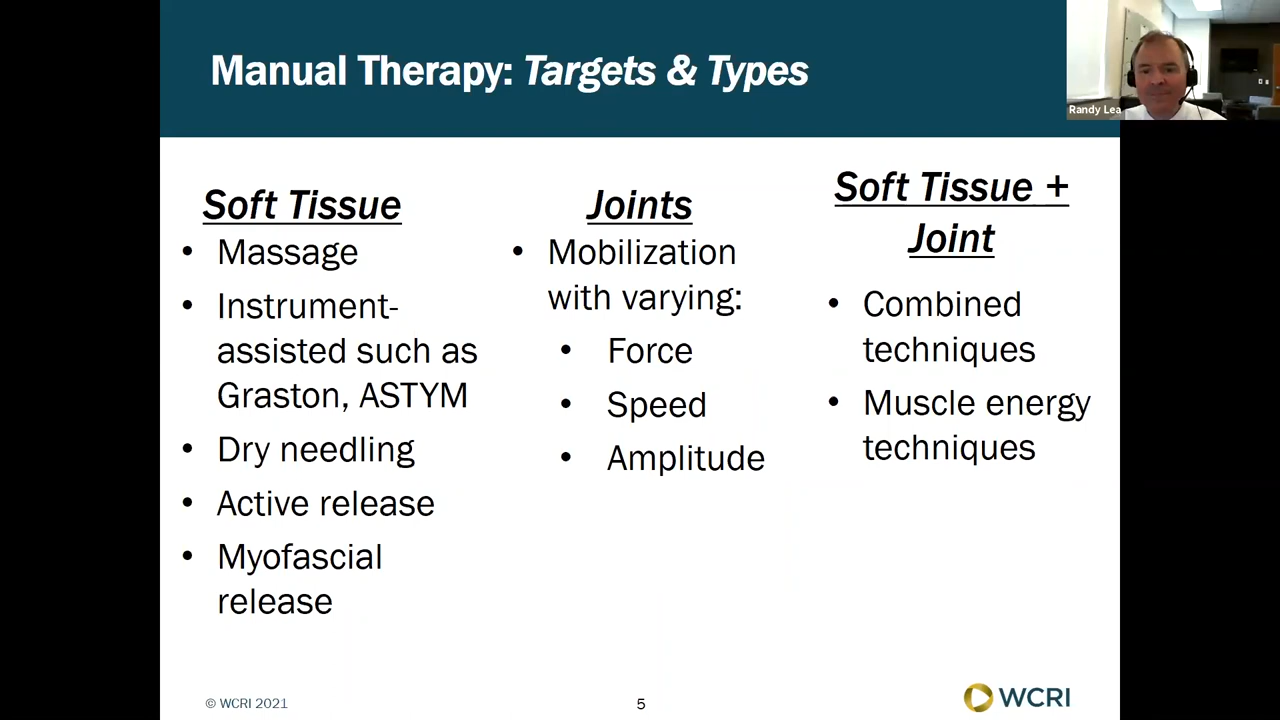 Manual Therapy: Targets & Types
Randy Lea
Soft Tissue
• Massage
• Instrument-
assisted such as
Graston, ASTYM
• Dry needling
• Active release
• Myofascial
release
Joints
• Mobilization
with varying:
• Force
• Speed
• Amplitude
Soft Tissue +
Joint
• Combined
techniques
• Muscle energy
techniques
© WCRI 2021
5
WCRI